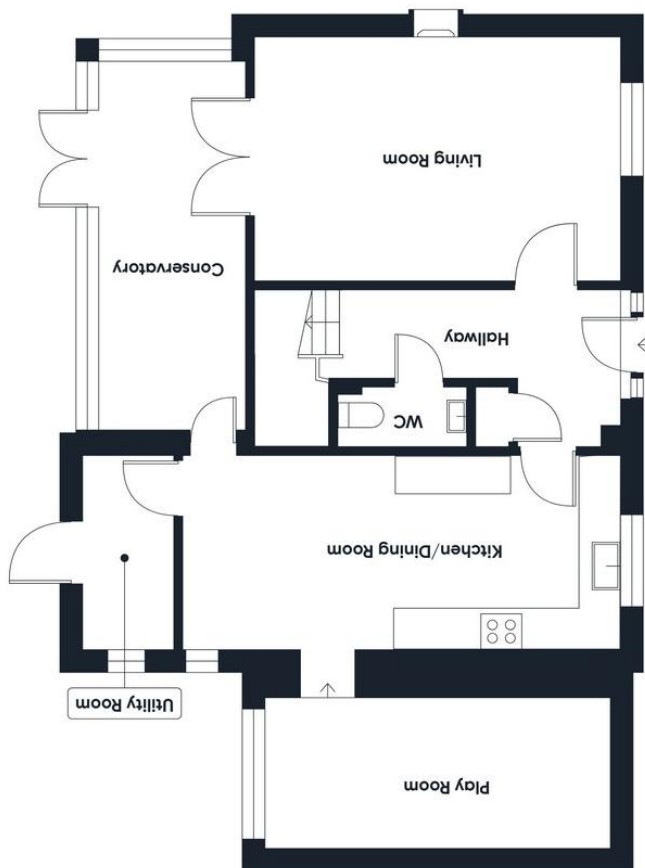 Play Room
Utility Room
Kitchen/Dining Room
WC
Hallway
Conservatory
Living Room